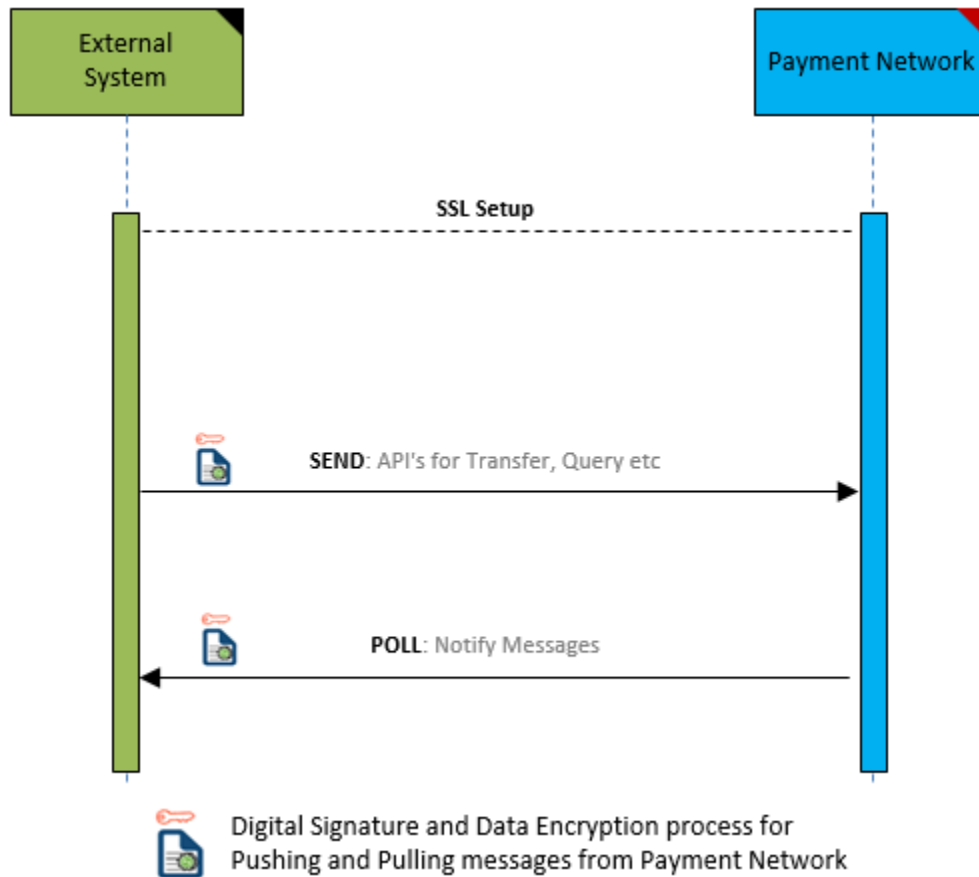 External
System
Payment Network
SSL Setup
SEND: API's for Transfer, Query etc
POLL: Notify Messages
Digital Signature and Data Encryption process for
Pushing and Pulling messages from Payment Network